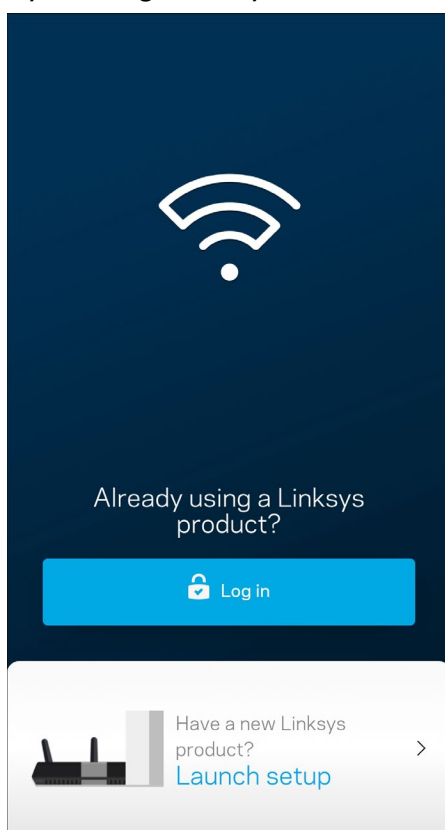 Already using a Linksys
product?
Log in
Have a new Linksys
product?
Launch setup